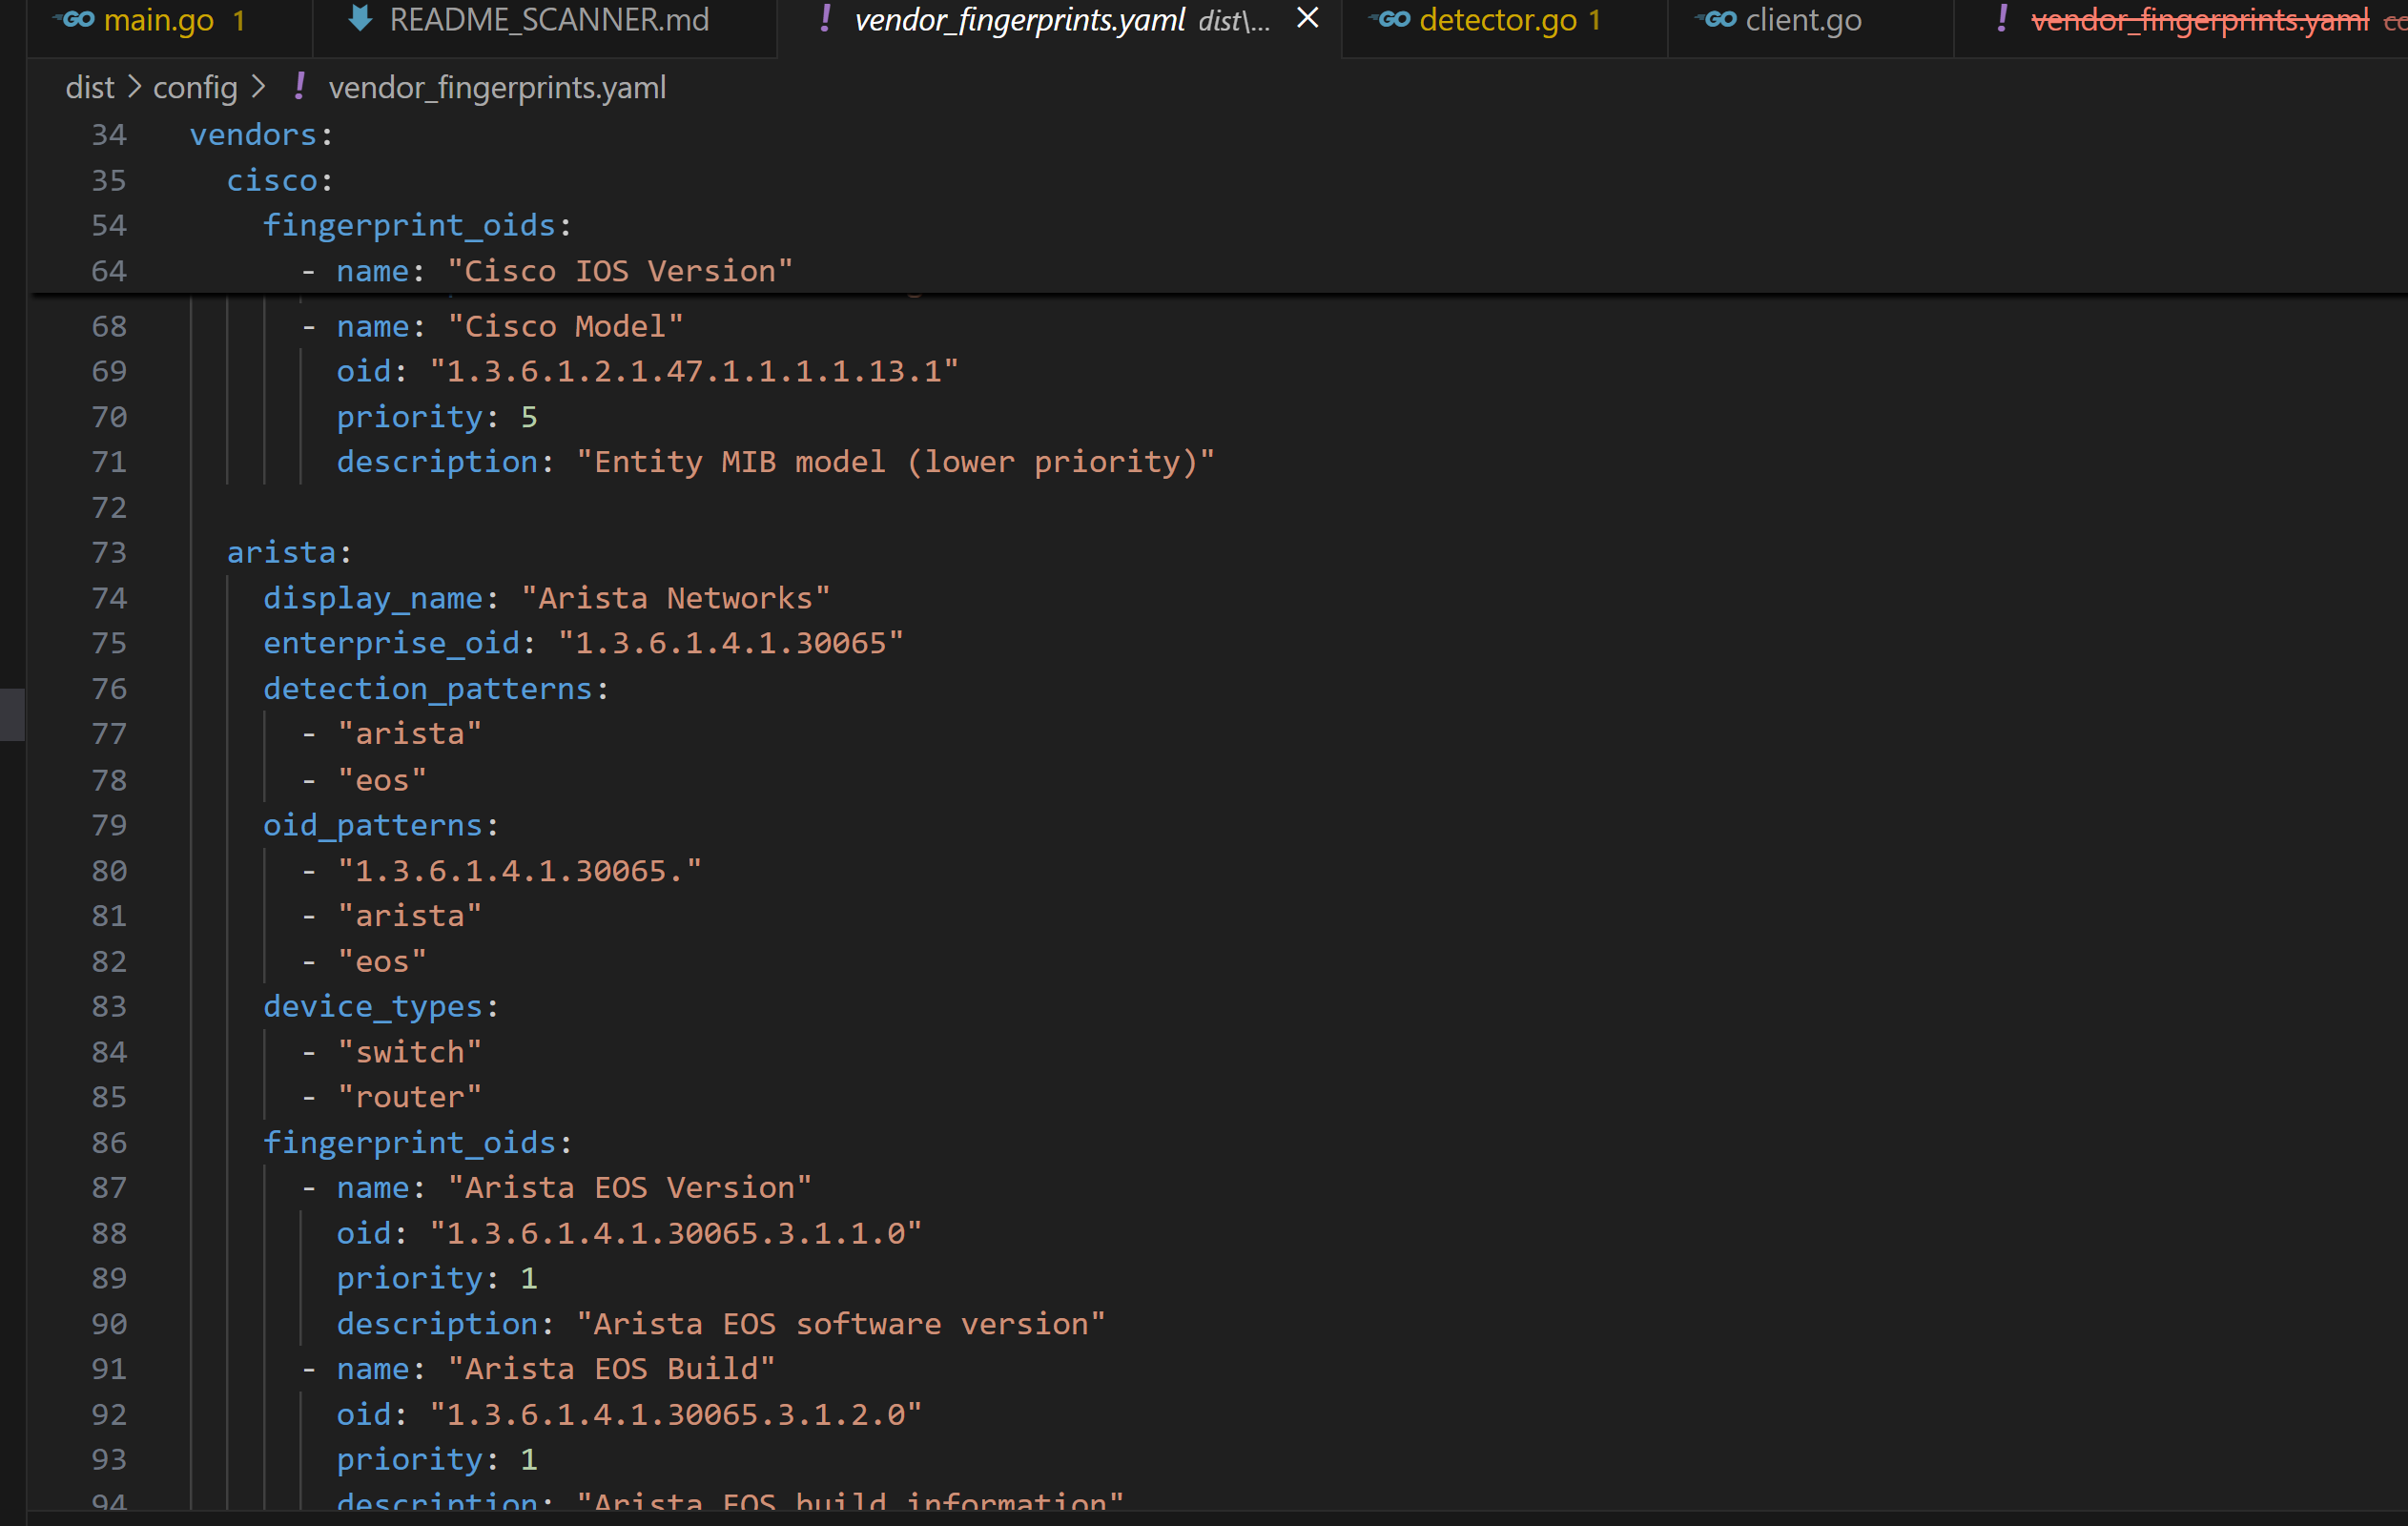 main.go 1 README_SCANNER.md ! vendor_fingerprints.yaml dist\... × detector.go 1 client.go ! vendor_fingerprints.yaml co
dist > config > ! vendor_fingerprints.yaml
34 vendors:
35 cisco:
54 fingerprint_oids:
64 - name: "Cisco IOS Version"
68 - name: "Cisco Model"
69 oid: "1.3.6.1.2.1.47.1.1.1.1.13.1"
70 priority: 5
71 description: "Entity MIB model (lower priority)"
72
73 arista:
74 display_name: "Arista Networks"
75 enterprise_oid: "1.3.6.1.4.1.30065"
76 detection_patterns:
77 - "arista"
78 - "eos"
79 oid_patterns:
80 - "1.3.6.1.4.1.30065."
81 - "arista"
82 - "eos"
83 device_types:
84 - "switch"
85 - "router"
86 fingerprint_oids:
87 - name: "Arista EOS Version"
88 oid: "1.3.6.1.4.1.30065.3.1.1.0"
89 priority: 1
90 description: "Arista EOS software version"
91 - name: "Arista EOS Build"
92 oid: "1.3.6.1.4.1.30065.3.1.2.0"
93 priority: 1
94 description: "Arista EOS build information"